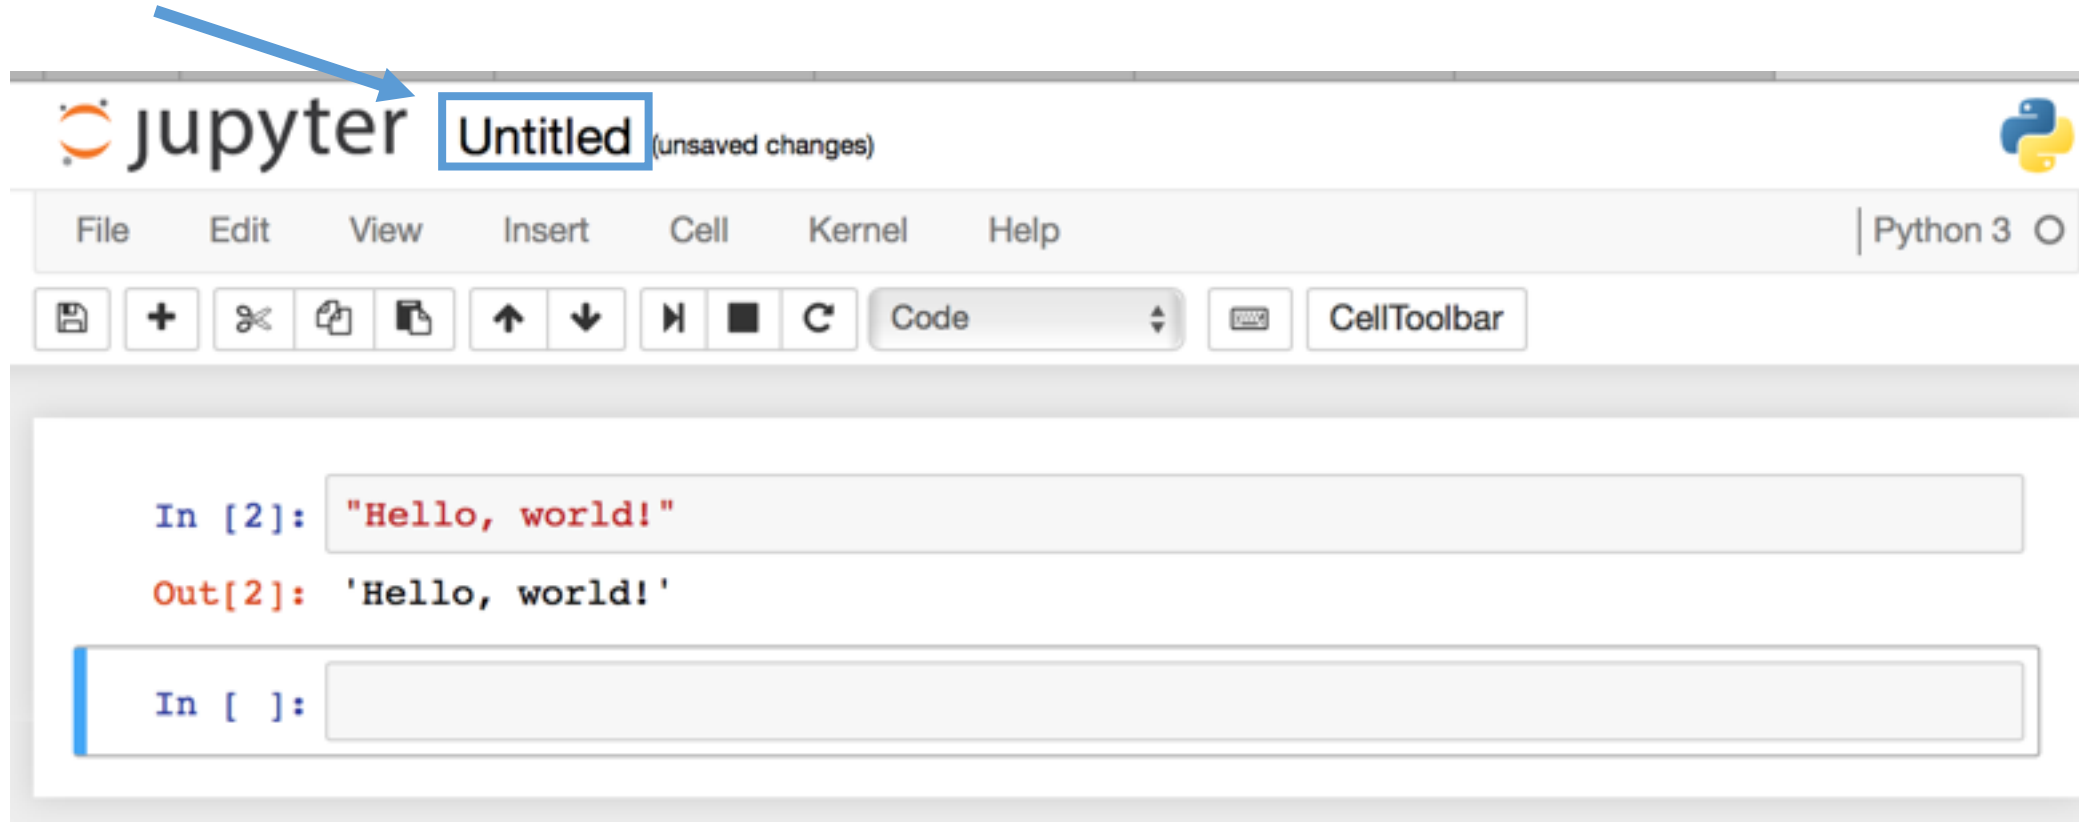 jupyter Untitled (unsaved changes)
File Edit View Insert Cell Kernel Help Python 3
Code CellToolbar
In [2]: "Hello, world!"
Out[2]: 'Hello, world!'
In [ ]: